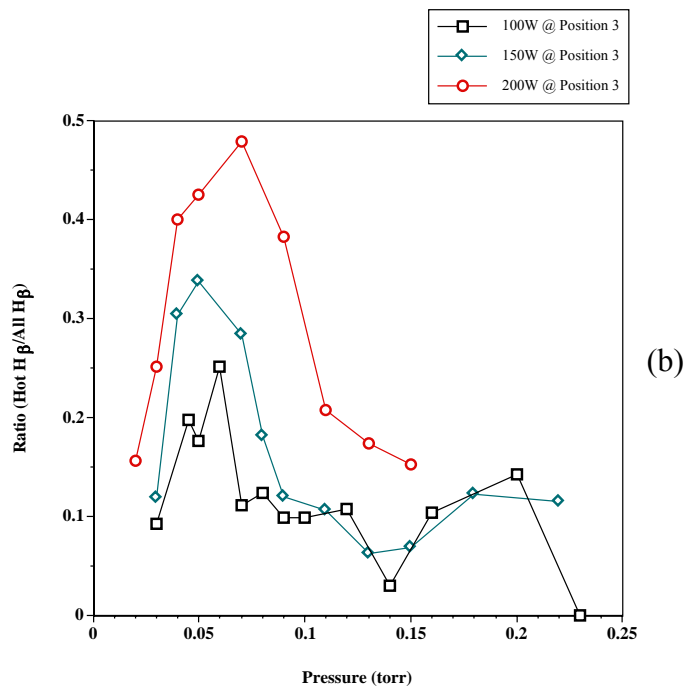 100W @ Position 3
150W @ Position 3
200W @ Position 3
0.5
0.4
0.3
0.2
0.1
0
Ratio (Hot Hβ/All Hβ)
(b)
0 0.05 0.1 0.15 0.2 0.25
Pressure (torr)